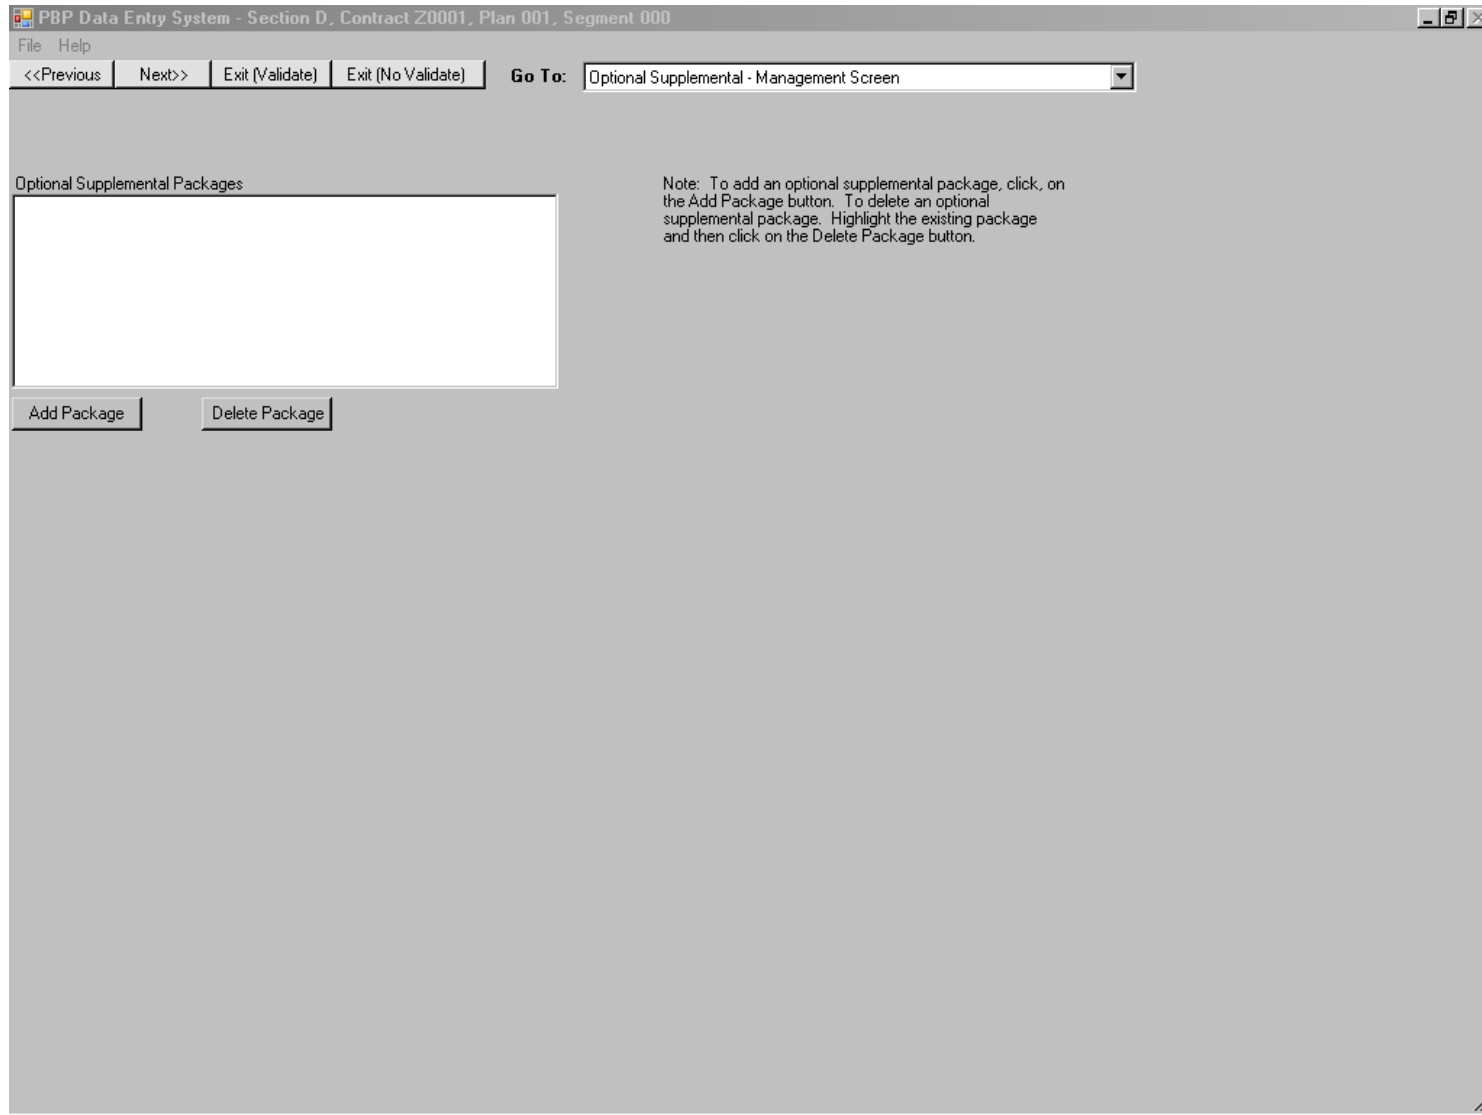 PBP Data Entry System - Section D, Contract Z0001, Plan 001, Segment 000
File Help
<<Previous Next>> Exit (Validate) Exit (No Validate) Go To: Optional Supplemental - Management Screen
Optional Supplemental Packages
Note: To add an optional supplemental package, click, on
the Add Package button. To delete an optional
supplemental package. Highlight the existing package
and then click on the Delete Package button.
Add Package Delete Package